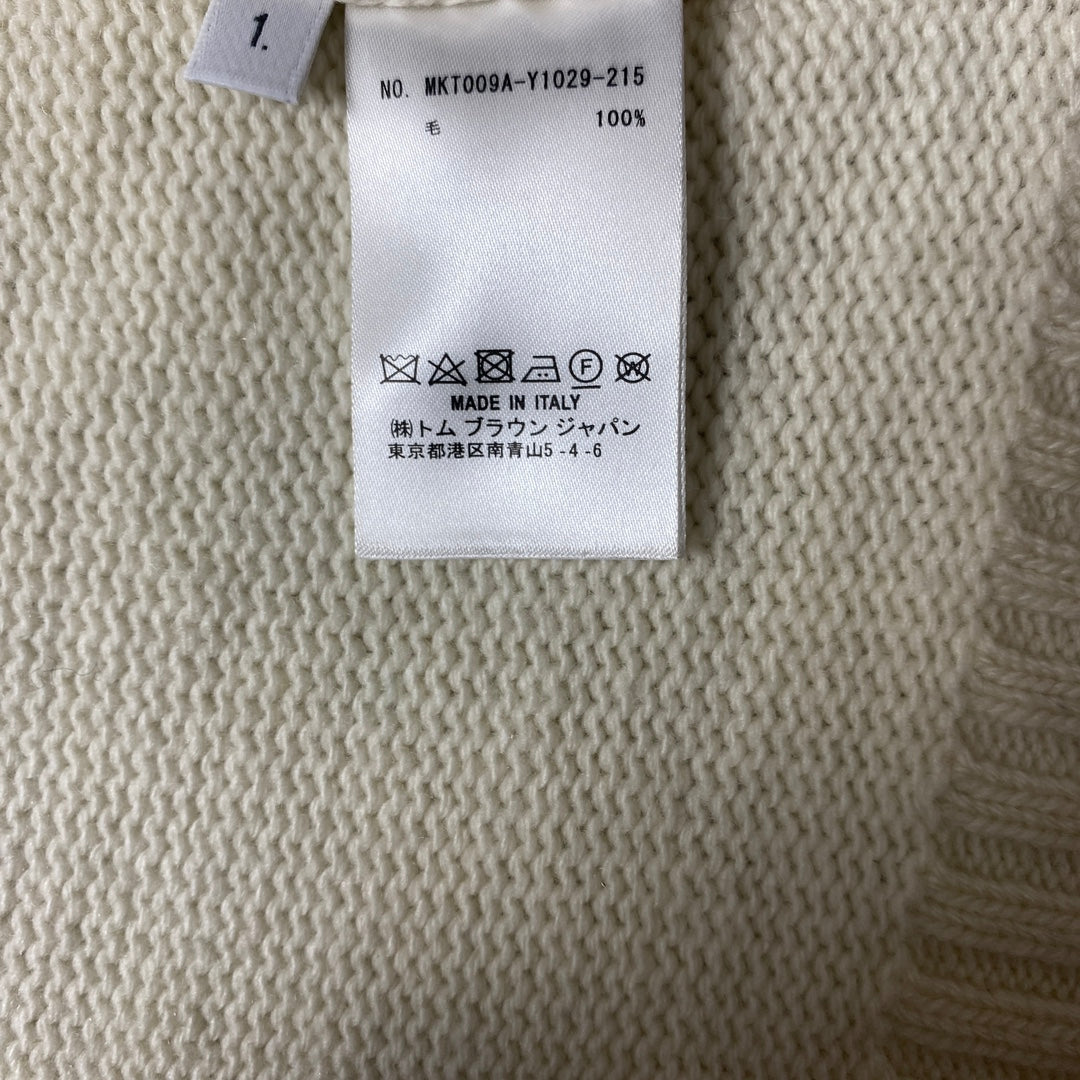 1.
NO. MKT009A-Y1029-215
毛 100%
F W
MADE IN ITALY
(株)トム ブラウン ジャパン
東京都港区南青山5-4-6